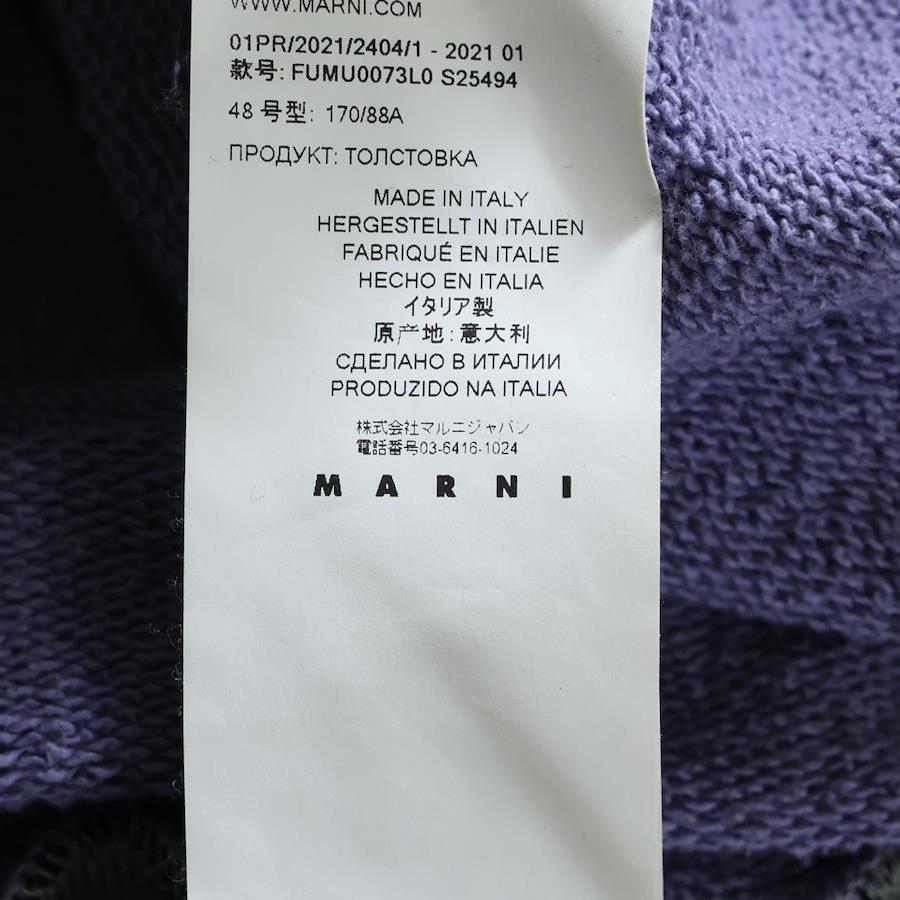 WWW.MARNI.COM
01PR/2021/2404/1 - 2021 01
款号: FUMU0073L0 S25494
48 号型: 170/88A
ПРОДУКТ: ТОЛСТОВКА
MADE IN ITALY
HERGESTELLT IN ITALIEN
FABRIQUÉ EN ITALIE
HECHO EN ITALIA
イタリア製
原产地: 意大利
СДЕЛАНО В ИТАЛИИ
PRODUZIDO NA ITALIA
株式会社マルニジャパン
電話番号03-6416-1024
MARNI